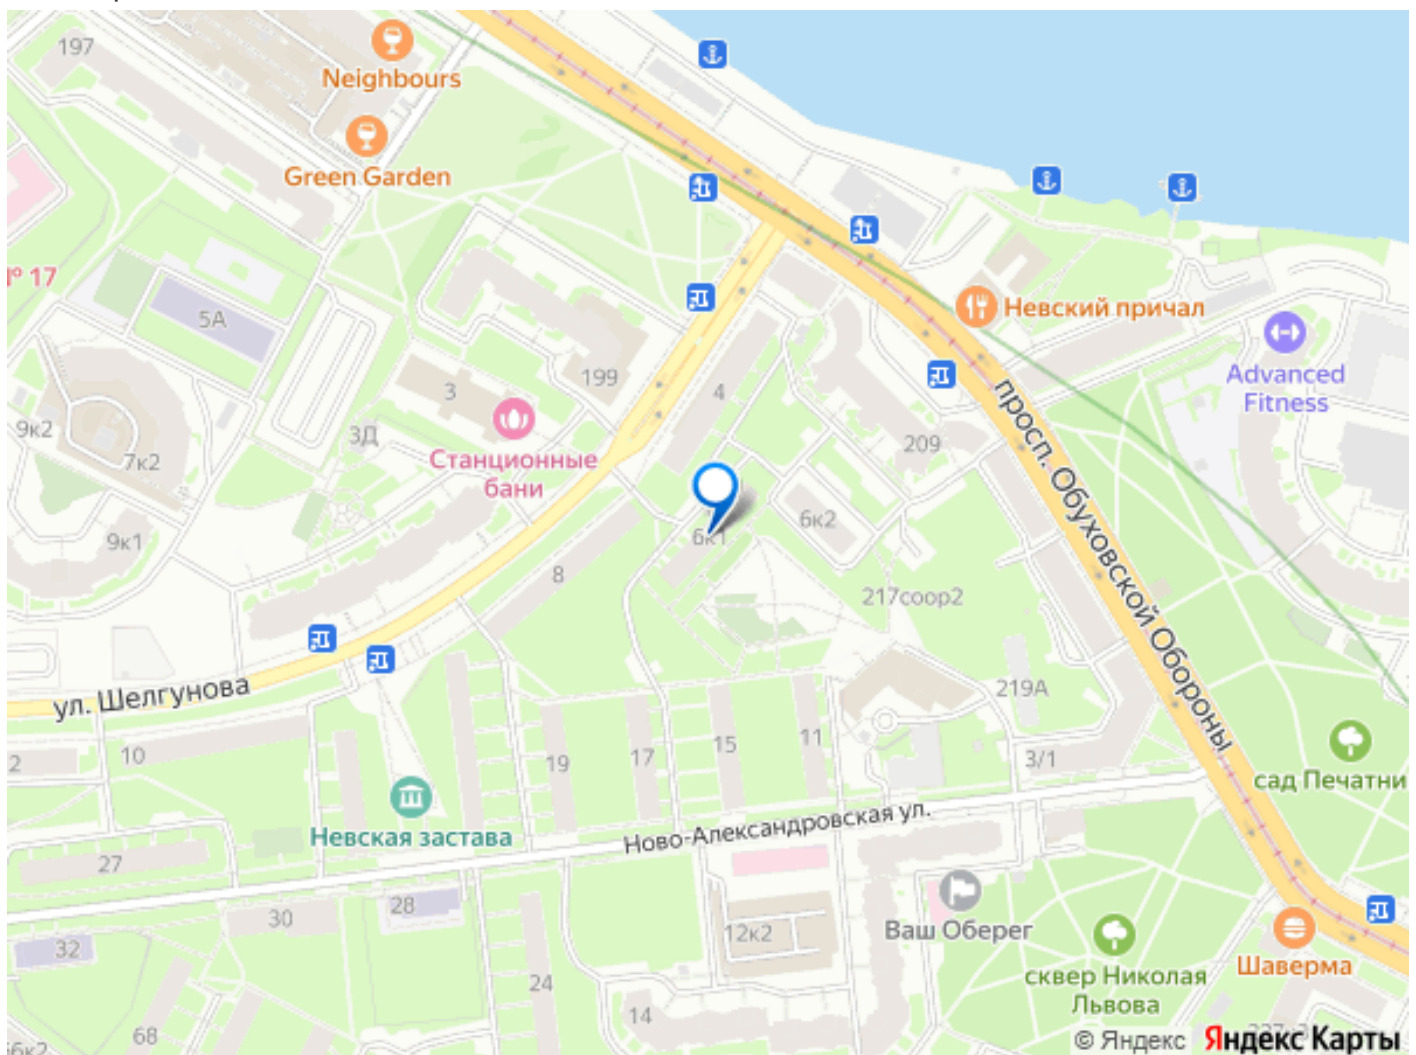 197
Neighbours
Green Garden
№ 17
5А
Невский причал
Advanced
Fitness
199
3
4
3Д
9к2
7к2
Станционные
бани
209
просп. Обуховской Обороны
6к2
6к1
9к1
8
217соор2
219А
ул. Шелгунова
2
10
19
17
15
11
3/1
сад Печатни
Невская застава
Ново-Александровская ул.
27
30
28
32
12к2
Ваш Оберег
24
14
68
сквер Николая
Львова
Шаверма
© Яндекс Яндекс Карты